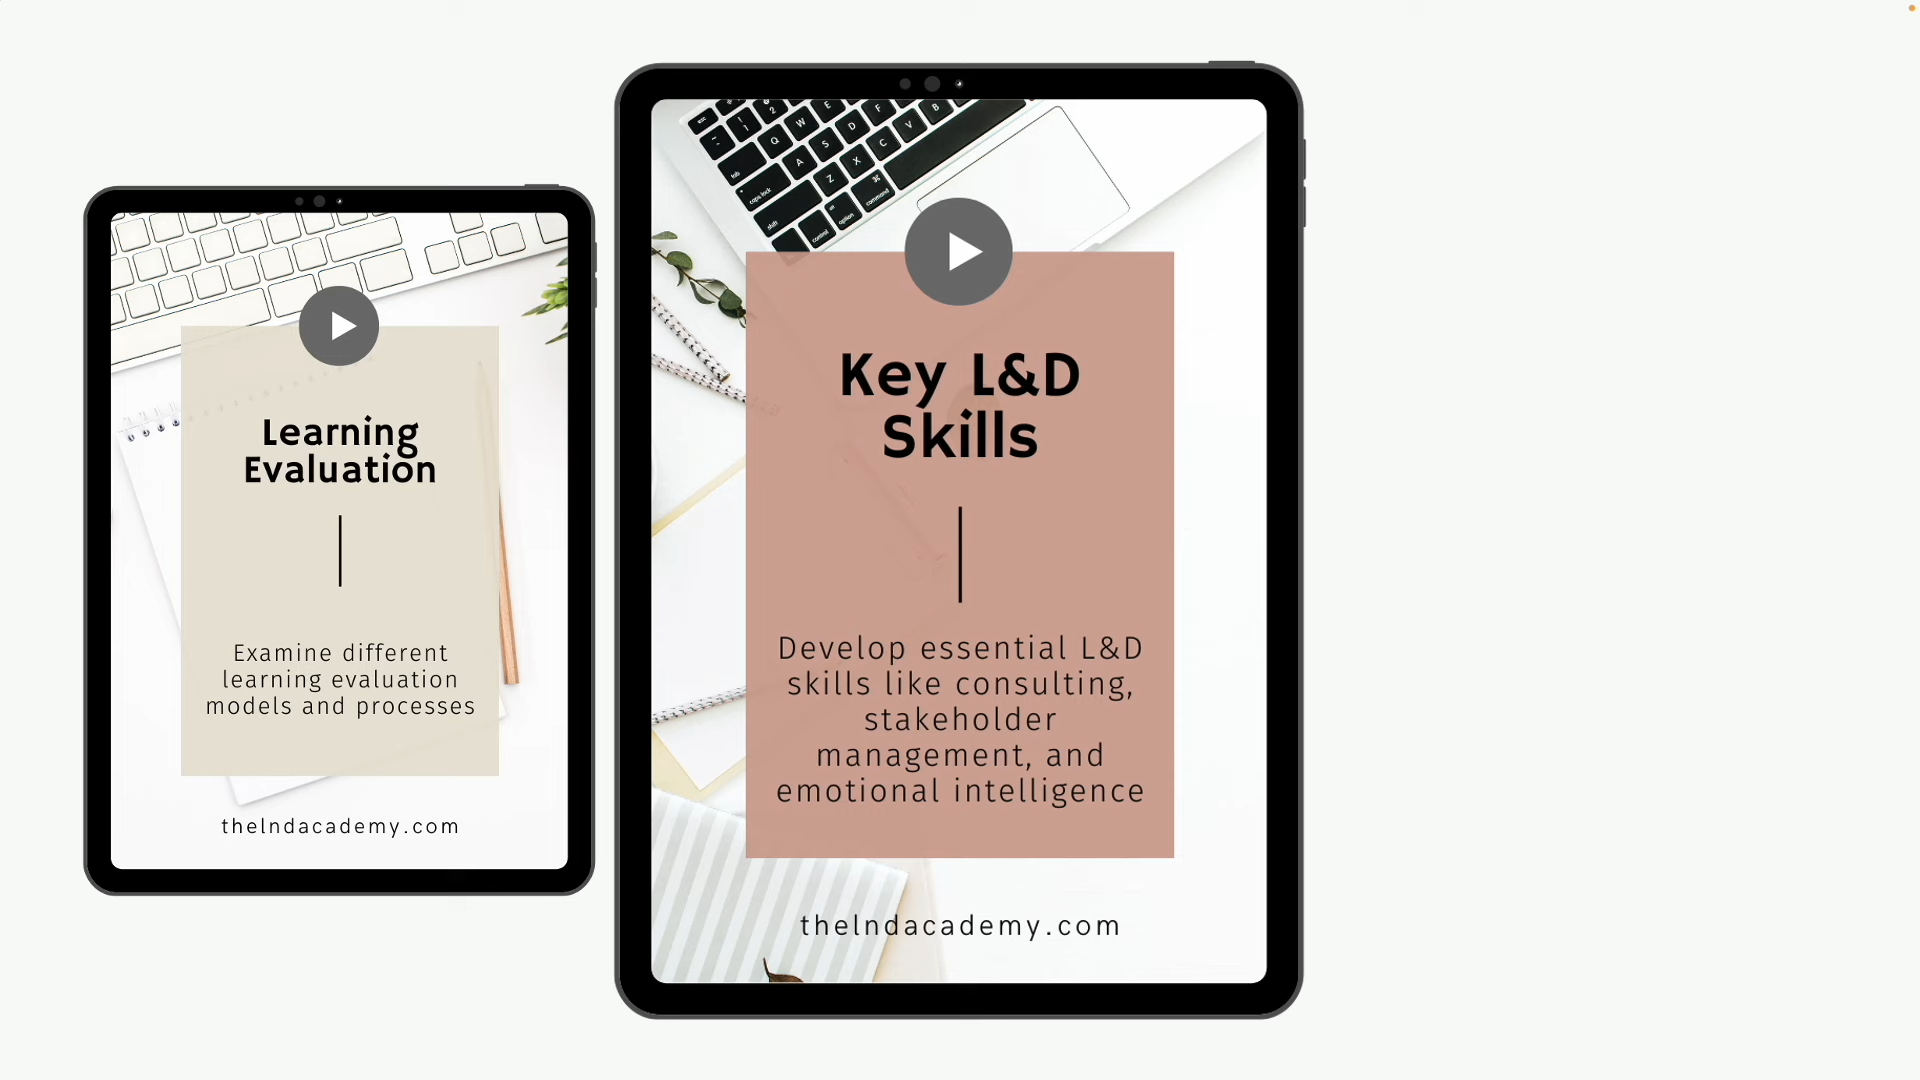 Learning
Evaluation
Examine different
learning evaluation
models and processes
thelndacademy.com
Key L&D
Skills
Develop essential L&D
skills like consulting,
stakeholder
management, and
emotional intelligence
thelndacademy.com